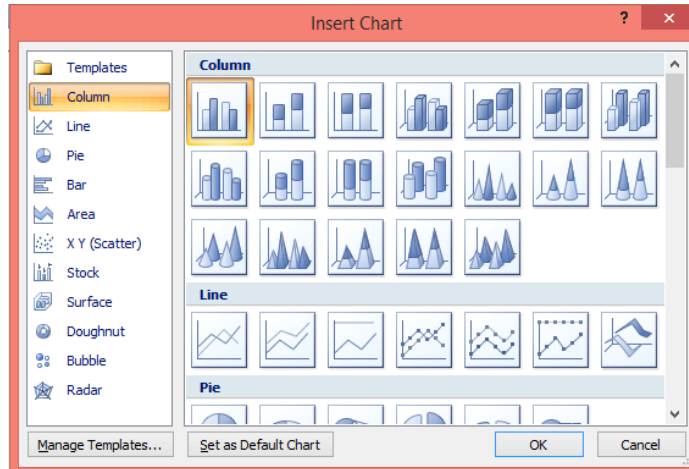 Insert Chart
?
Templates
Column
Line
Pie
Bar
Area
X Y (Scatter)
Stock
Surface
Doughnut
Bubble
Radar
Column
Line
Pie
Manage Templates...
Set as Default Chart
OK
Cancel